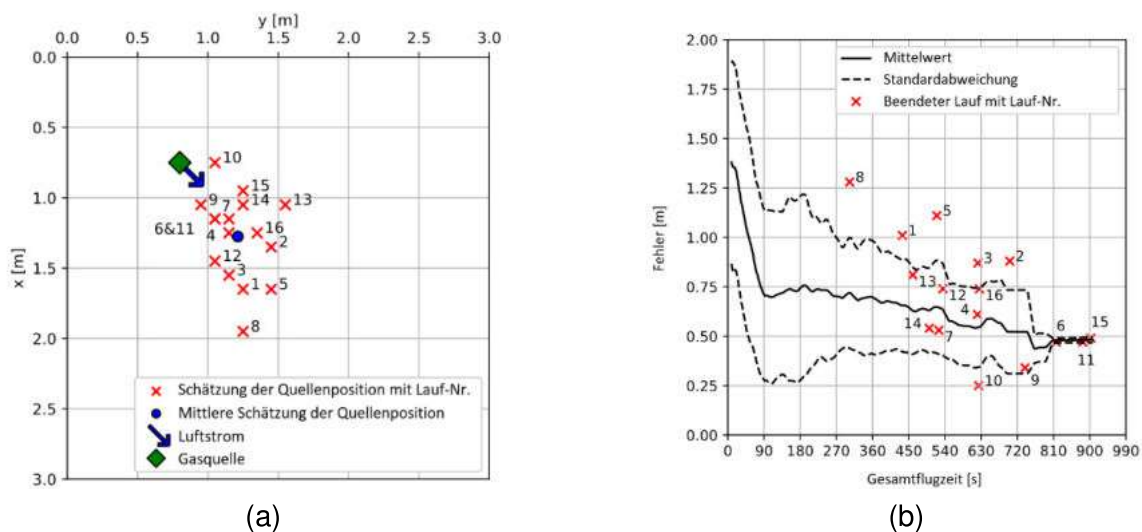 y [m]
0.0 0.5 1.0 1.5 2.0 2.5 3.0
0.0
0.5
1.0
1.5
2.0
2.5
3.0
x [m]
10
15
9 7 14 13
6&11 4 16
2
12
3
1 5
8
Schätzung der Quellenposition mit Lauf-Nr.
Mittlere Schätzung der Quellenposition
Luftstrom
Gasquelle
(a)
2.00
1.75
1.50
1.25
1.00
0.75
0.50
0.25
0.00
Fehler [m]
Mittelwert
Standardabweichung
Beendeter Lauf mit Lauf-Nr.
8
5
1
3 2
13
12 16
4
14 7
6 15
11
10 9
0 90 180 270 360 450 540 630 720 810 900 990
Gesamtflugzeit [s]
(b)